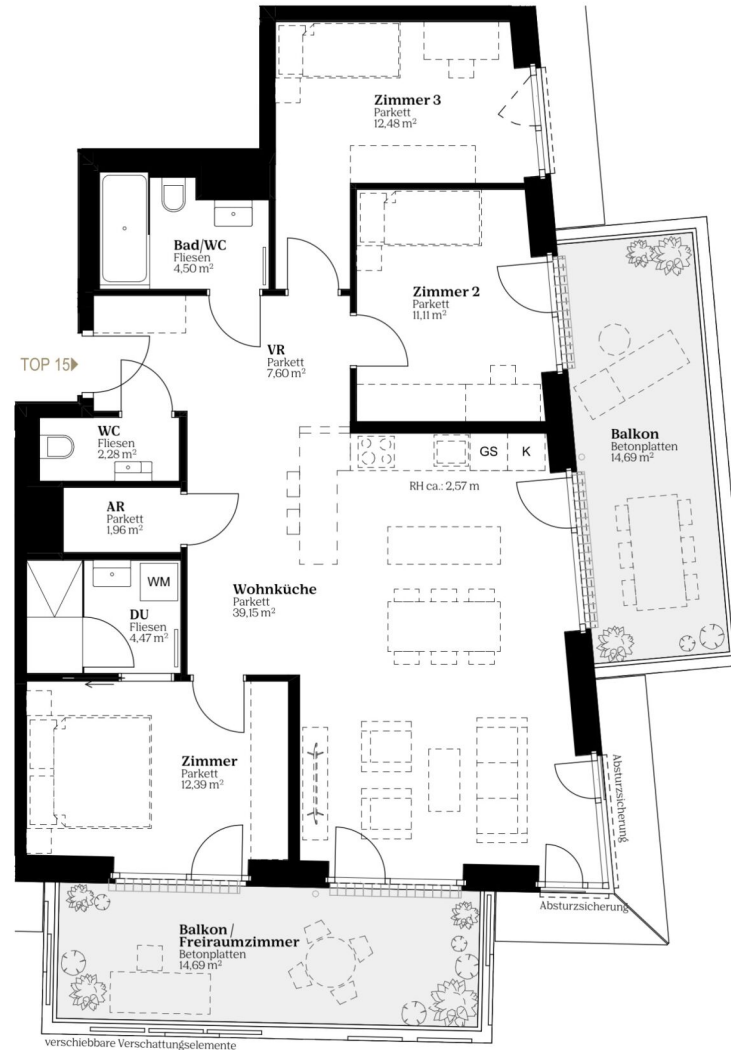 Zimmer 3
Parkett
12,48 m²
Bad/WC
Fliesen
4,50 m²
Zimmer 2
Parkett
11,11 m²
VR
Parkett
7,60 m²
TOP 15
WC
Fliesen
2,28 m²
GS
K
Balkon
Betonplatten
14,69 m²
RH ca.: 2,57 m
AR
Parkett
1,96 m²
WM
DU
Fliesen
4,47 m²
Wohnküche
Parkett
39,15 m²
Zimmer
Parkett
12,39 m²
Absturzsicherung
Absturzsicherung
Balkon /
Freiraumzimmer
Betonplatten
14,69 m²
verschiebbare Verschattungselemente